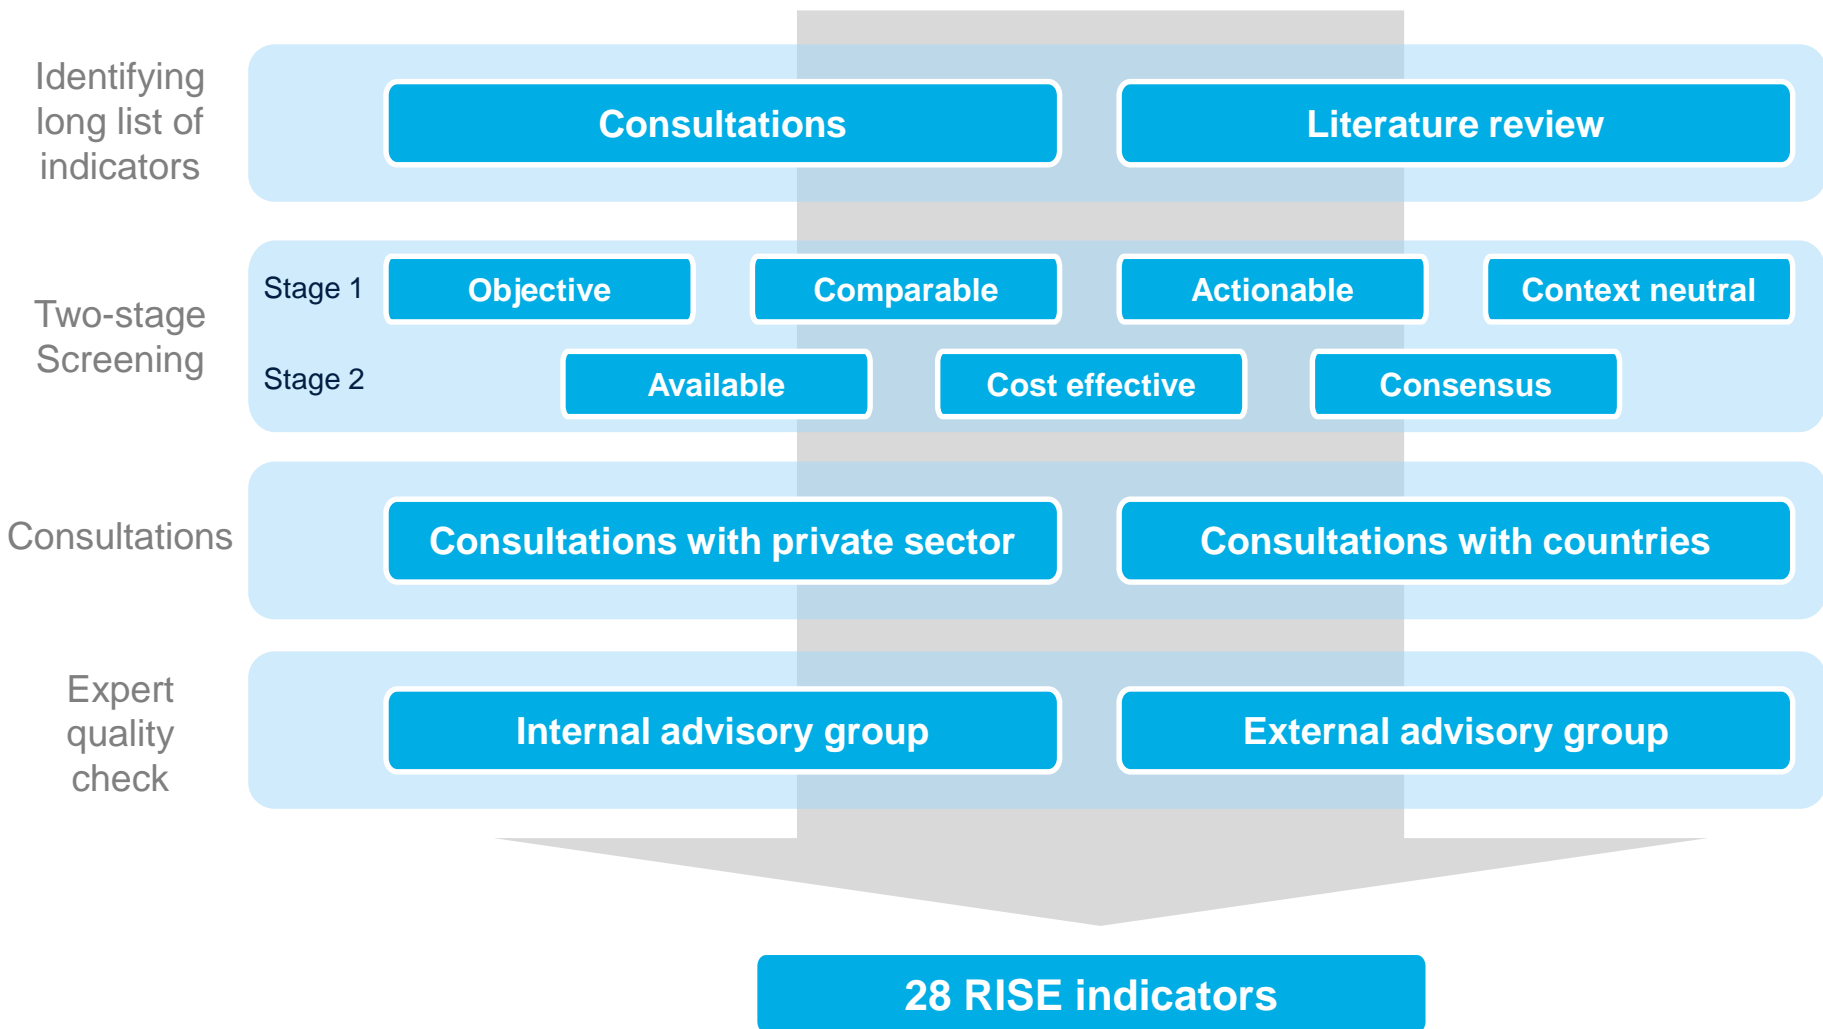 Identifying
long list of
indicators
Consultations
Literature review
Two-stage
Screening
Stage 1
Objective
Comparable
Actionable
Context neutral
Stage 2
Available
Cost effective
Consensus
Consultations
Consultations with private sector
Consultations with countries
Expert
quality
check
Internal advisory group
External advisory group
28 RISE indicators